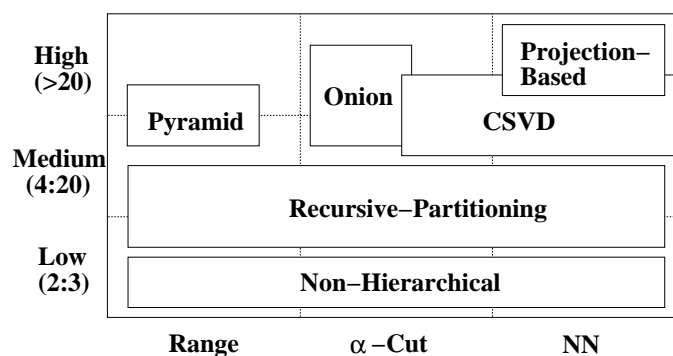 High
(>20)
Projection–
Based
Onion
Pyramid
CSVD
Medium
(4:20)
Recursive–Partitioning
Low
(2:3)
Non–Hierarchical
Range
α–Cut
NN